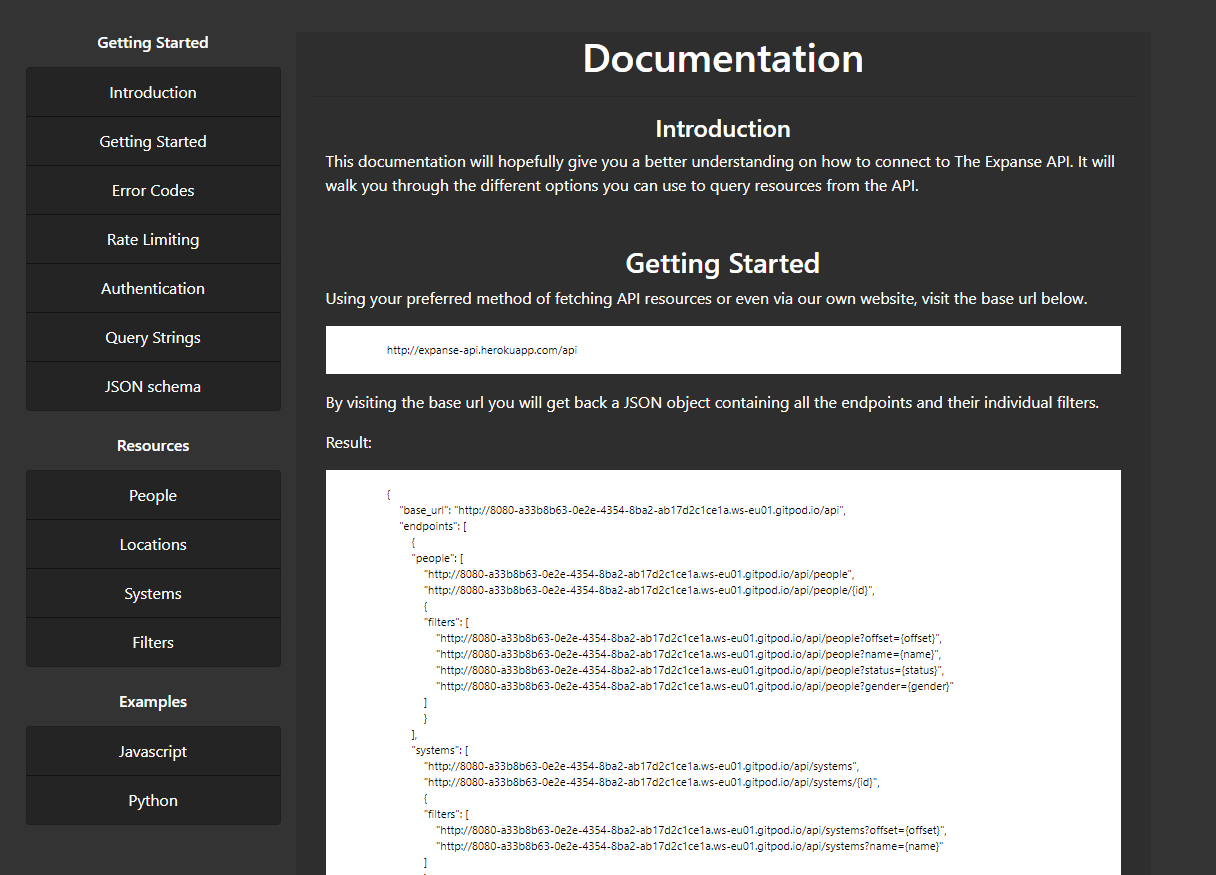 Getting Started
Introduction
Getting Started
Error Codes
Rate Limiting
Authentication
Query Strings
JSON schema
Resources
People
Locations
Systems
Filters
Examples
Javascript
Python
Documentation
Introduction
This documentation will hopefully give you a better understanding on how to connect to The Expanse API. It will
walk you through the different options you can use to query resources from the API.
Getting Started
Using your preferred method of fetching API resources or even via our own website, visit the base url below.
http://expanse-api.herokuapp.com/api
By visiting the base url you will get back a JSON object containing all the endpoints and their individual filters.
Result:
{
"base_url": "http://8080-a33b8b63-0e2e-4354-8ba2-ab17d2c1ce1a.ws-eu01.gitpod.io/api",
"endpoints": [
{
"people": [
"http://8080-a33b8b63-0e2e-4354-8ba2-ab17d2c1ce1a.ws-eu01.gitpod.io/api/people",
"http://8080-a33b8b63-0e2e-4354-8ba2-ab17d2c1ce1a.ws-eu01.gitpod.io/api/people/{id}",
{
"filters": [
"http://8080-a33b8b63-0e2e-4354-8ba2-ab17d2c1ce1a.ws-eu01.gitpod.io/api/people?offset={offset}",
"http://8080-a33b8b63-0e2e-4354-8ba2-ab17d2c1ce1a.ws-eu01.gitpod.io/api/people?name={name}",
"http://8080-a33b8b63-0e2e-4354-8ba2-ab17d2c1ce1a.ws-eu01.gitpod.io/api/people?status={status}",
"http://8080-a33b8b63-0e2e-4354-8ba2-ab17d2c1ce1a.ws-eu01.gitpod.io/api/people?gender={gender}"
]
}
],
"systems": [
"http://8080-a33b8b63-0e2e-4354-8ba2-ab17d2c1ce1a.ws-eu01.gitpod.io/api/systems",
"http://8080-a33b8b63-0e2e-4354-8ba2-ab17d2c1ce1a.ws-eu01.gitpod.io/api/systems/{id}",
{
"filters": [
"http://8080-a33b8b63-0e2e-4354-8ba2-ab17d2c1ce1a.ws-eu01.gitpod.io/api/systems?offset={offset}",
"http://8080-a33b8b63-0e2e-4354-8ba2-ab17d2c1ce1a.ws-eu01.gitpod.io/api/systems?name={name}"
]